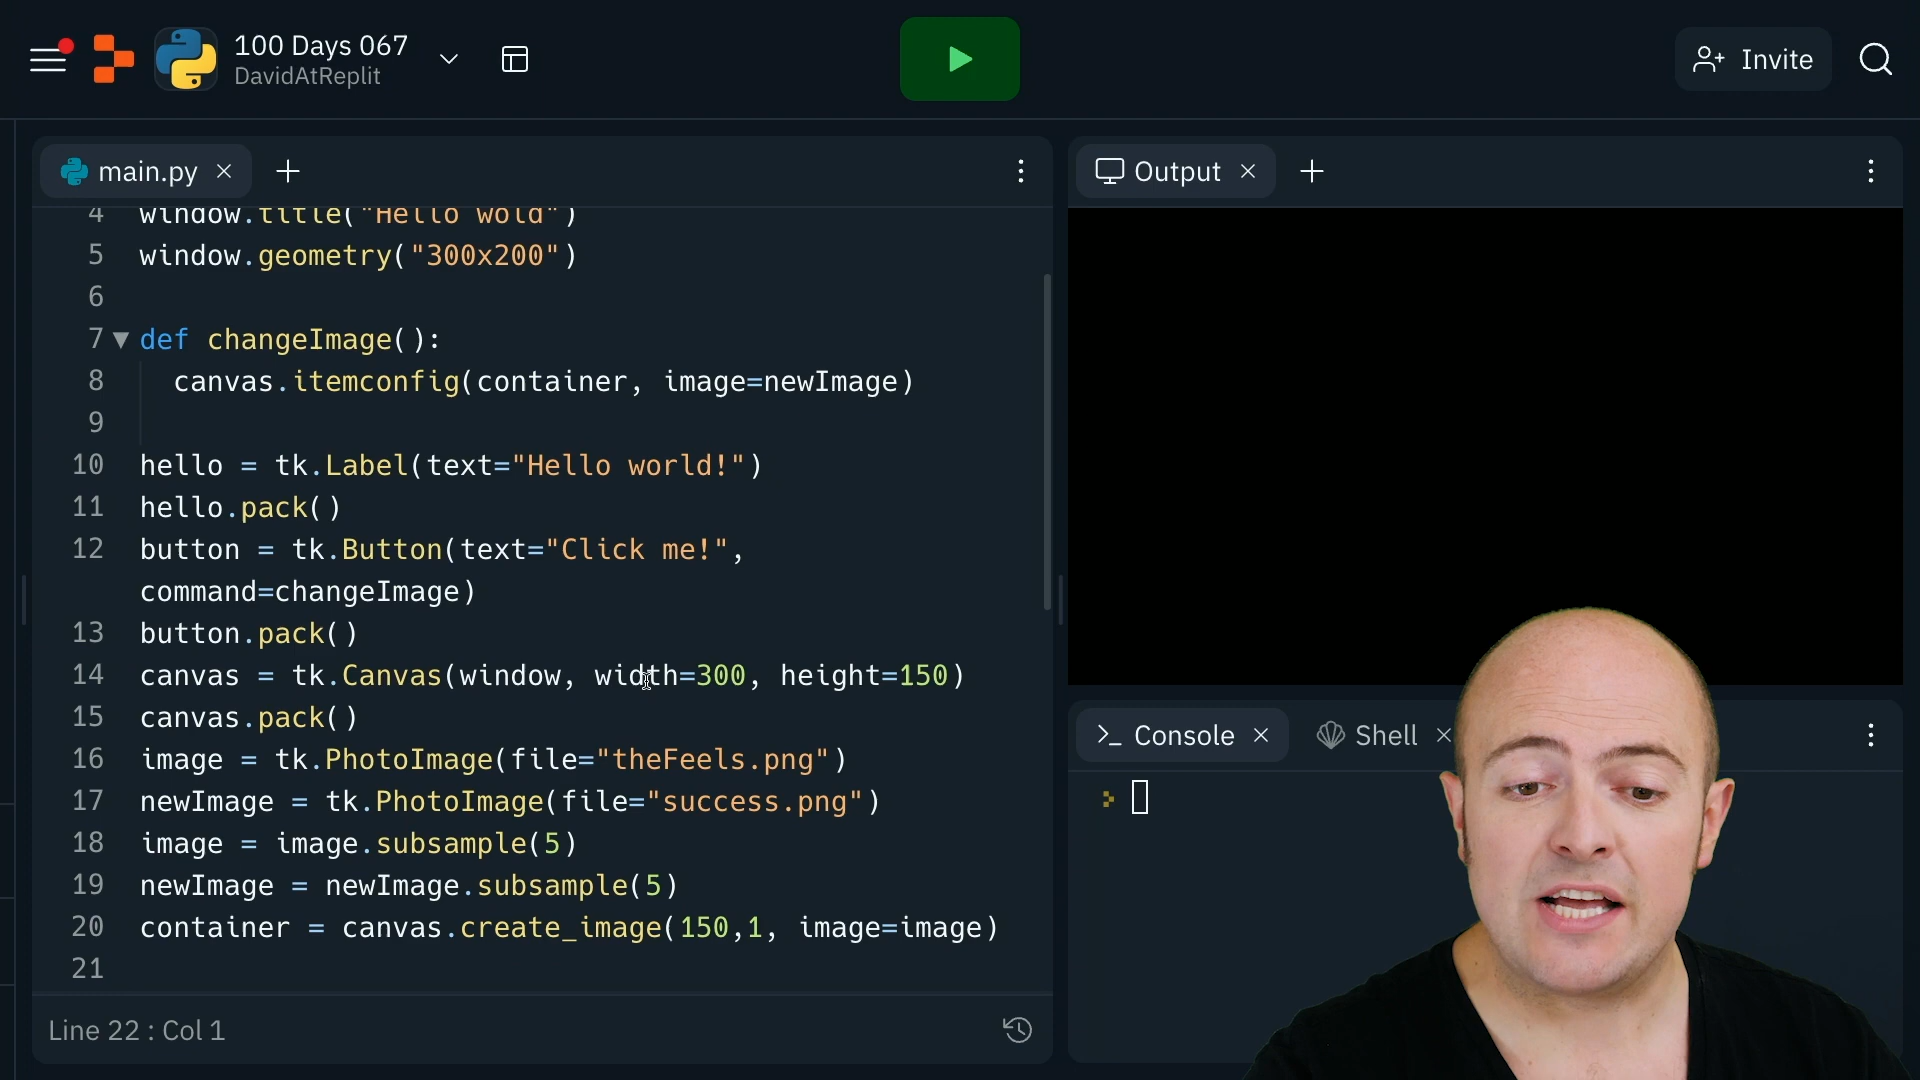 100 Days 067
DavidAtReplit
Invite
main.py
Output
4 window.title("Hello wold")
5 window.geometry("300x200")
6
7 def changeImage():
8 canvas.itemconfig(container, image=newImage)
9
10 hello = tk.Label(text="Hello world!")
11 hello.pack()
12 button = tk.Button(text="Click me!",
command=changeImage)
13 button.pack()
14 canvas = tk.Canvas(window, width=300, height=150)
15 canvas.pack()
16 image = tk.PhotoImage(file="theFeels.png")
17 newImage = tk.PhotoImage(file="success.png")
18 image = image.subsample(5)
19 newImage = newImage.subsample(5)
20 container = canvas.create_image(150,1, image=image)
21
Line 22 : Col 1
Console
Shell